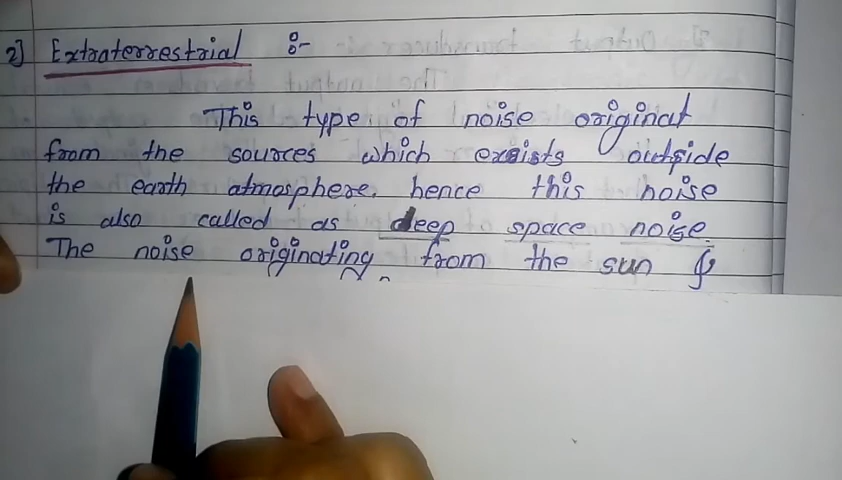 2] Extraterrestrial :-
This type of noise originat
from the sources which exists outside
the earth atmosphere. hence this noise
is also called as deep space noise.
The noise originating from the sun &